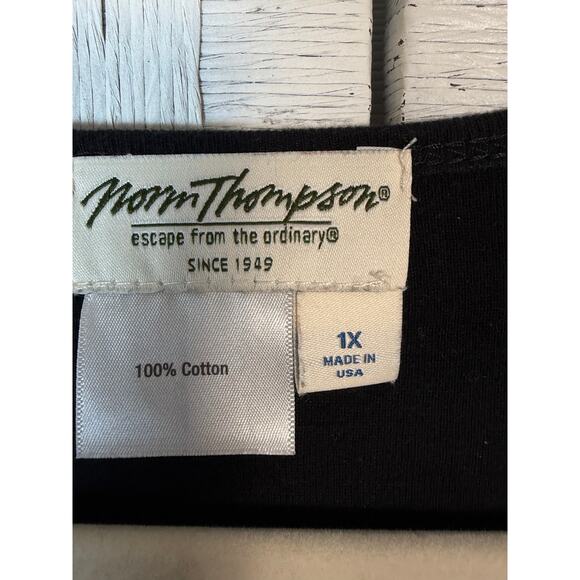 Norm Thompson®
escape from the ordinary®
SINCE 1949
100% Cotton
1X
MADE IN
USA